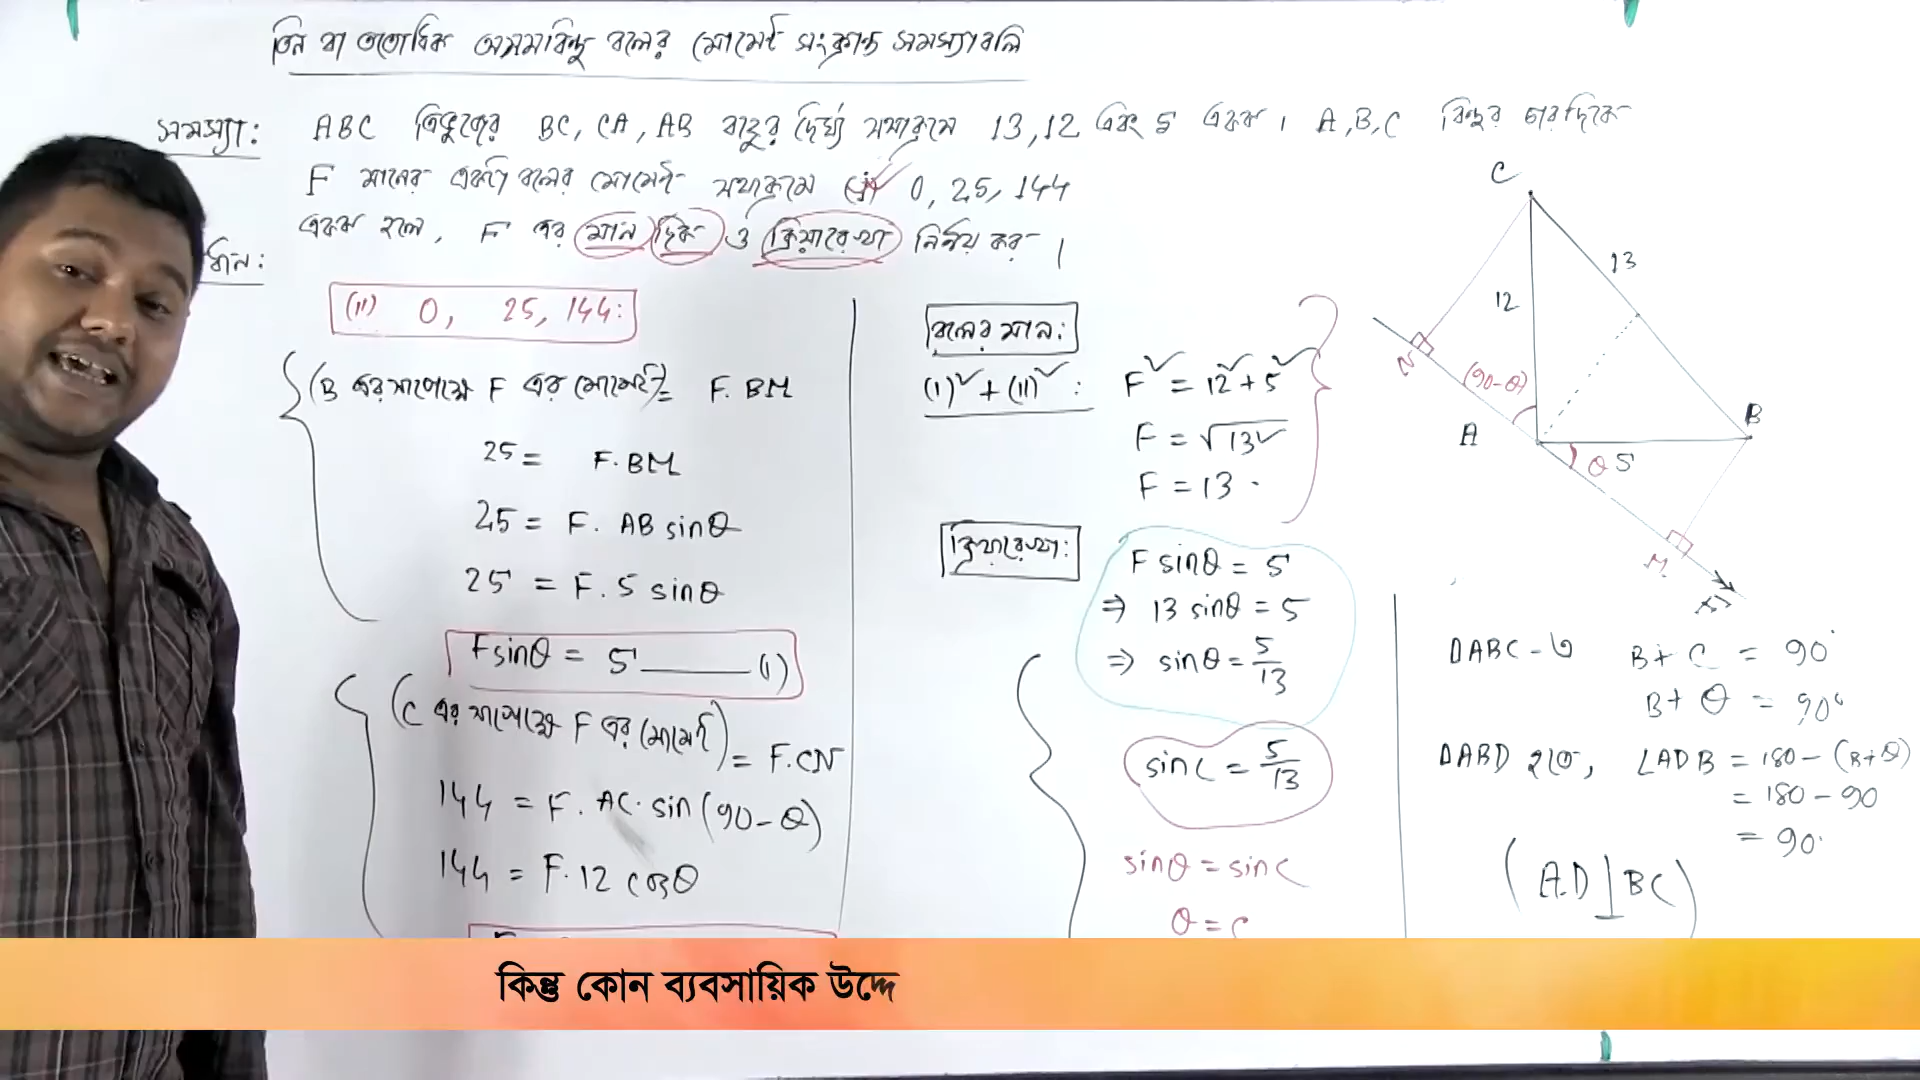 তিন বা ততোধিক অসমবিন্দু বলের মোমেন্ট সংক্রান্ত সমস্যাবলি
সমস্যা: ABC ত্রিভুজের BC, CA, AB বাহুর দৈর্ঘ্য যথাক্রমে 13, 12 এবং 5 একক। A, B, C বিন্দুর চারদিকে
F মানের একটি বলের মোমেন্ট যথাক্রমে (ii) 0, 25, 144
একক হলে, F এর মান দিক ও ক্রিয়ারেখা নির্ণয় কর।
ধান:
(ii) 0, 25, 144:
(B এর সাপেক্ষে F এর মোমেন্ট) = F. BM
25 = F. BM
25 = F. AB sinθ
25 = F. 5 sinθ
Fsinθ = 5 ——— (i)
(C এর সাপেক্ষে F এর মোমেন্ট) = F. CN
144 = F. AC. sin (90-θ)
144 = F. 12 cosθ
বলের মান:
(i)² + (ii)² : F² = 12² + 5²
F = √13²
F = 13
ক্রিয়ারেখা:
F sinθ = 5
⇒ 13 sinθ = 5
⇒ sinθ = 5/13
sinC = 5/13
sinθ = sinC
θ = C
C
13
12
N
(90-θ)
A
B
θ 5
M
F
ΔABC-এ B + C = 90°
B + θ = 90°
ΔABD হতে, ∠ADB = 180 - (B+θ)
= 180 - 90
= 90°
(AD⊥BC)
কিন্তু কোন ব্যবসায়িক উদ্দে